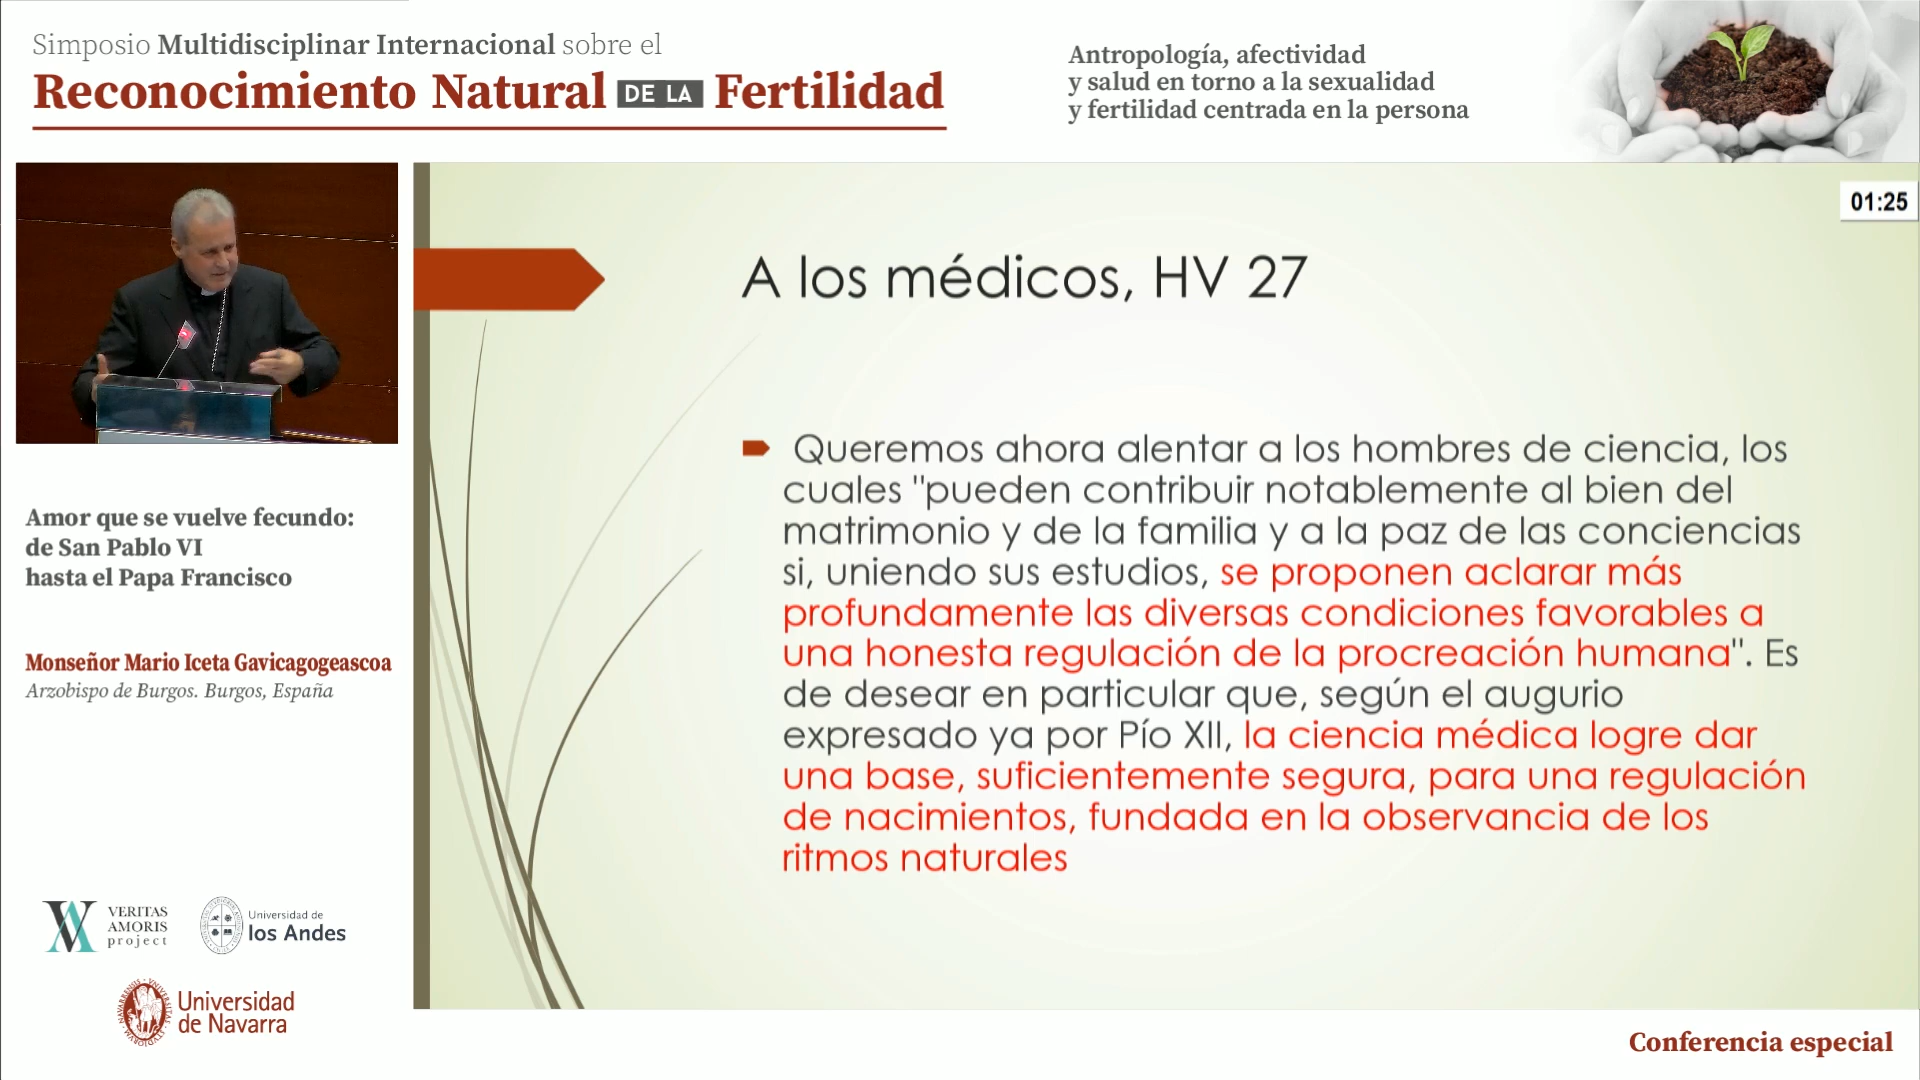 Simposio Multidisciplinar Internacional sobre el
Reconocimiento Natural DE LA Fertilidad
Antropología, afectividad
y salud en torno a la sexualidad
y fertilidad centrada en la persona
01:25
A los médicos, HV 27
Queremos ahora alentar a los hombres de ciencia, los
cuales "pueden contribuir notablemente al bien del
matrimonio y de la familia y a la paz de las conciencias
si, uniendo sus estudios, se proponen aclarar más
profundamente las diversas condiciones favorables a
una honesta regulación de la procreación humana". Es
de desear en particular que, según el augurio
expresado ya por Pío XII, la ciencia médica logre dar
una base, suficientemente segura, para una regulación
de nacimientos, fundada en la observancia de los
ritmos naturales
Amor que se vuelve fecundo:
de San Pablo VI
hasta el Papa Francisco
Monseñor Mario Iceta Gavicagogeascoa
Arzobispo de Burgos. Burgos, España
VERITAS
AMORIS
project
Universidad de
los Andes
Universidad
de Navarra
Conferencia especial